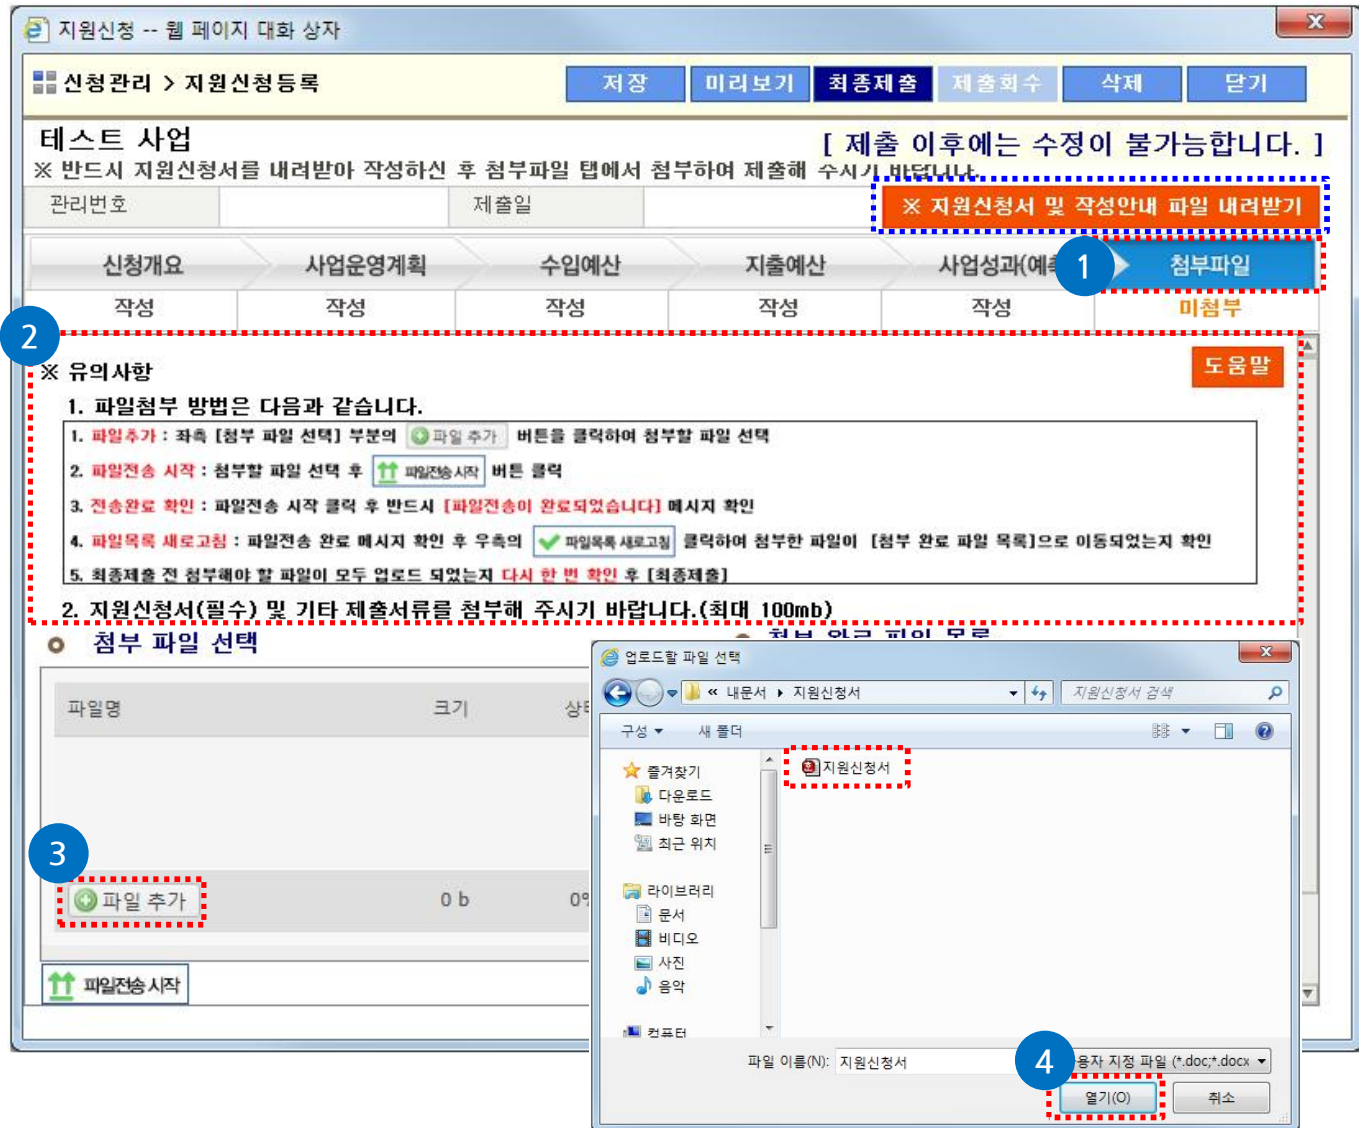 지원신청 -- 웹 페이지 대화 상자
신청관리 > 지원신청등록
저장 미리보기 최종제출 제출회수 삭제 닫기
테스트 사업
[ 제출 이후에는 수정이 불가능합니다. ]
※ 반드시 지원신청서를 내려받아 작성하신 후 첨부파일 탭에서 첨부하여 제출해 주시기 바랍니다.
관리번호 제출일
※ 지원신청서 및 작성안내 파일 내려받기
신청개요 사업운영계획 수입예산 지출예산 사업성과(예측 1 첨부파일
작성 작성 작성 작성 작성 미첨부
2
※ 유의사항
도움말
1. 파일첨부 방법은 다음과 같습니다.
1. 파일추가 : 좌측 [첨부 파일 선택] 부분의 파일 추가 버튼을 클릭하여 첨부할 파일 선택
2. 파일전송 시작 : 첨부할 파일 선택 후 파일전송시작 버튼 클릭
3. 전송완료 확인 : 파일전송 시작 클릭 후 반드시 [파일전송이 완료되었습니다] 메시지 확인
4. 파일목록 새로고침 : 파일전송 완료 메시지 확인 후 우측의 파일목록 새로고침 클릭하여 첨부한 파일이 [첨부 완료 파일 목록]으로 이동되었는지 확인
5. 최종제출 전 첨부해야 할 파일이 모두 업로드 되었는지 다시 한 번 확인 후 [최종제출]
2. 지원신청서(필수) 및 기타 제출서류를 첨부해 주시기 바랍니다.(최대 100mb)
첨부 파일 선택
첨부 완료 파일 목록
파일명 크기
3
파일 추가 0 b 0%
파일전송 시작
업로드할 파일 선택
« 내문서 ▸ 지원신청서
지원신청서 검색
구성 ▼ 새 폴더
즐겨찾기
다운로드
바탕 화면
최근 위치
라이브러리
문서
비디오
사진
음악
컴퓨터
지원신청서
파일 이름(N): 지원신청서
4
용자 지정 파일 (*.doc;*.docx
열기(O) 취소